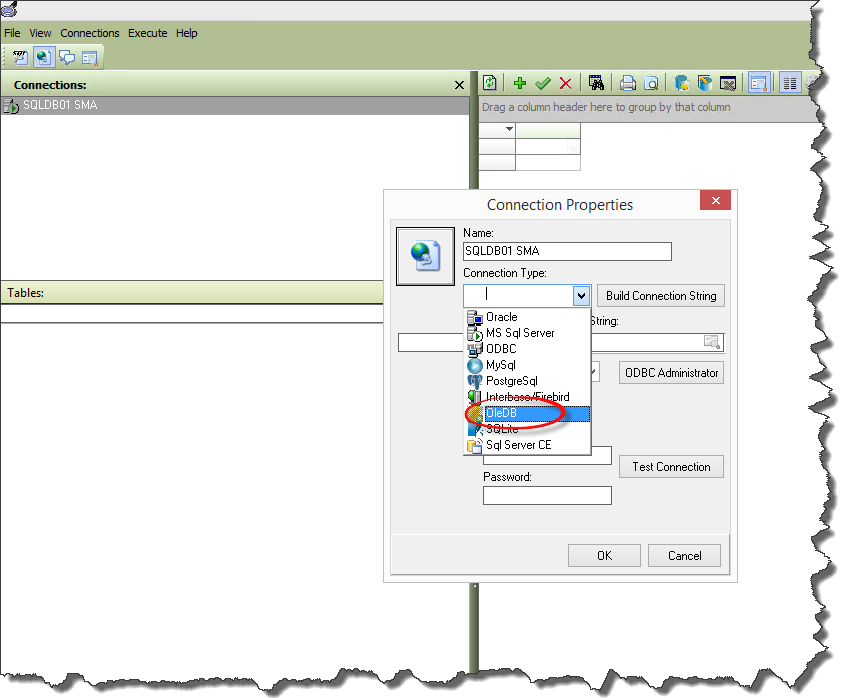 File View Connections Execute Help
SQL
Connections:
SQLDB01 SMA
Drag a column header here to group by that column
Connection Properties
Name:
SQLDB01 SMA
Connection Type:
Build Connection String
Oracle
String:
MS Sql Server
ODBC
MySql
PostgreSql
ODBC Administrator
Interbase/Firebird
OleDB
SQLite
Sql Server CE
Test Connection
Password:
OK Cancel
Tables: